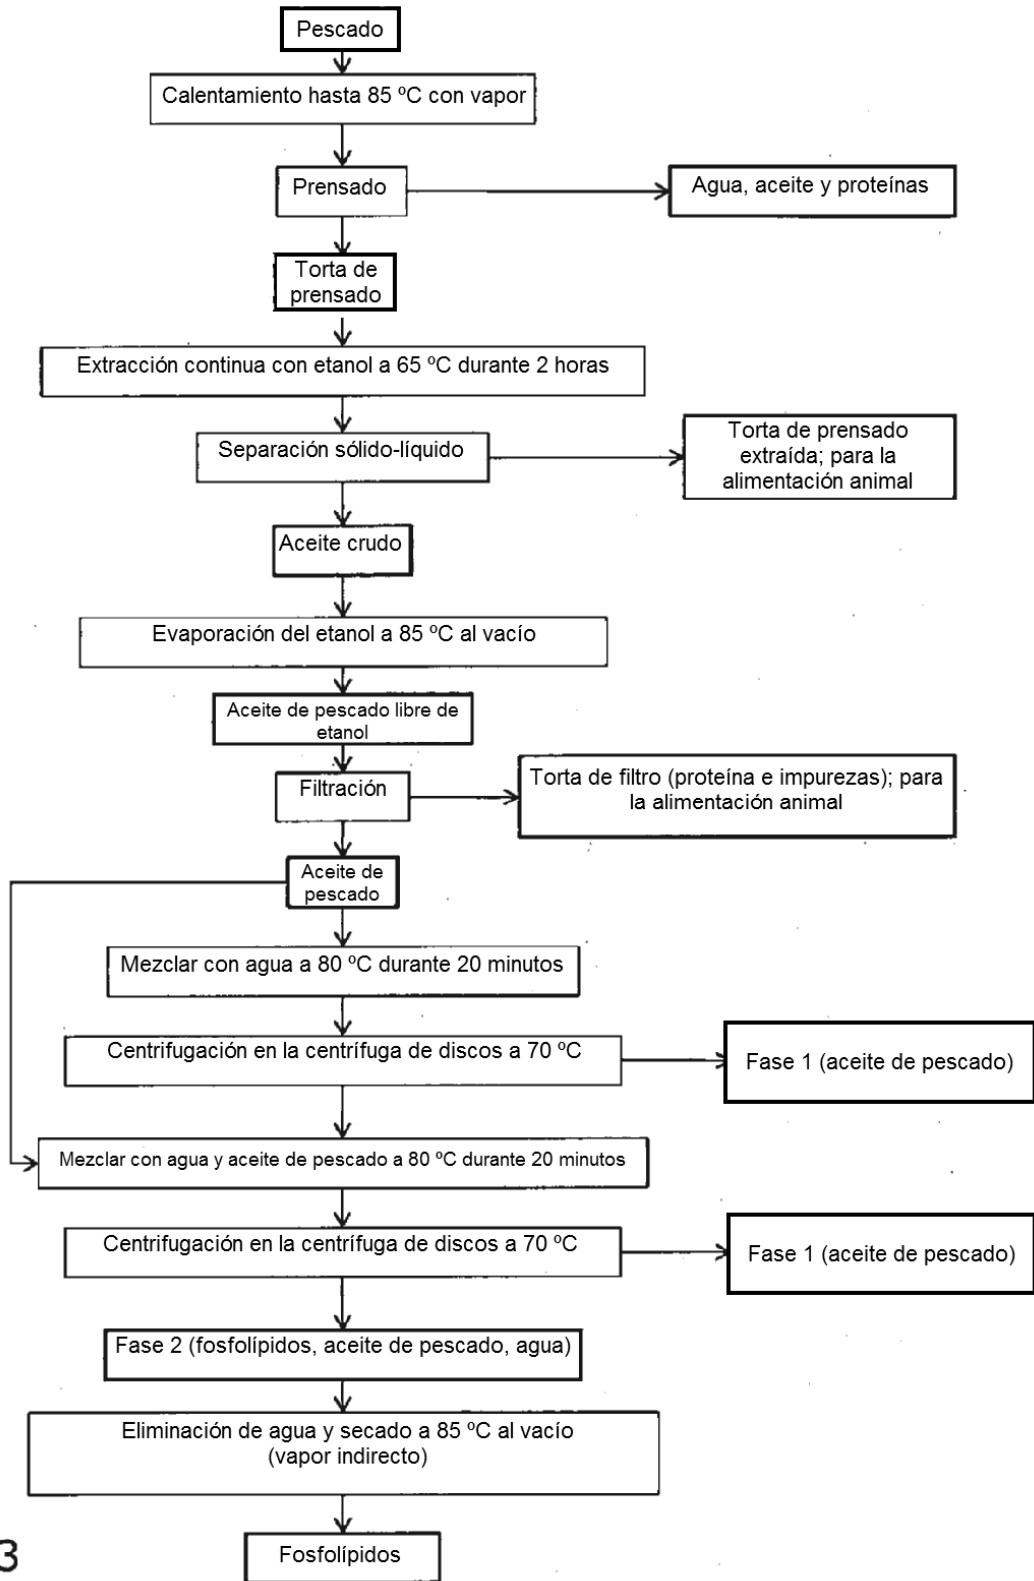 Pescado
Calentamiento hasta 85 ºC con vapor
Prensado
Agua, aceite y proteínas
Torta de
prensado
Extracción continua con etanol a 65 ºC durante 2 horas
Separación sólido-líquido
Torta de prensado
extraída; para la
alimentación animal
Aceite crudo
Evaporación del etanol a 85 ºC al vacío
Aceite de pescado libre de
etanol
Filtración
Torta de filtro (proteína e impurezas); para
la alimentación animal
Aceite de
pescado
Mezclar con agua a 80 ºC durante 20 minutos
Centrifugación en la centrífuga de discos a 70 ºC
Fase 1 (aceite de pescado)
Mezclar con agua y aceite de pescado a 80 ºC durante 20 minutos
Centrifugación en la centrífuga de discos a 70 ºC
Fase 1 (aceite de pescado)
Fase 2 (fosfolípidos, aceite de pescado, agua)
Eliminación de agua y secado a 85 ºC al vacío
(vapor indirecto)
Fosfolípidos
3